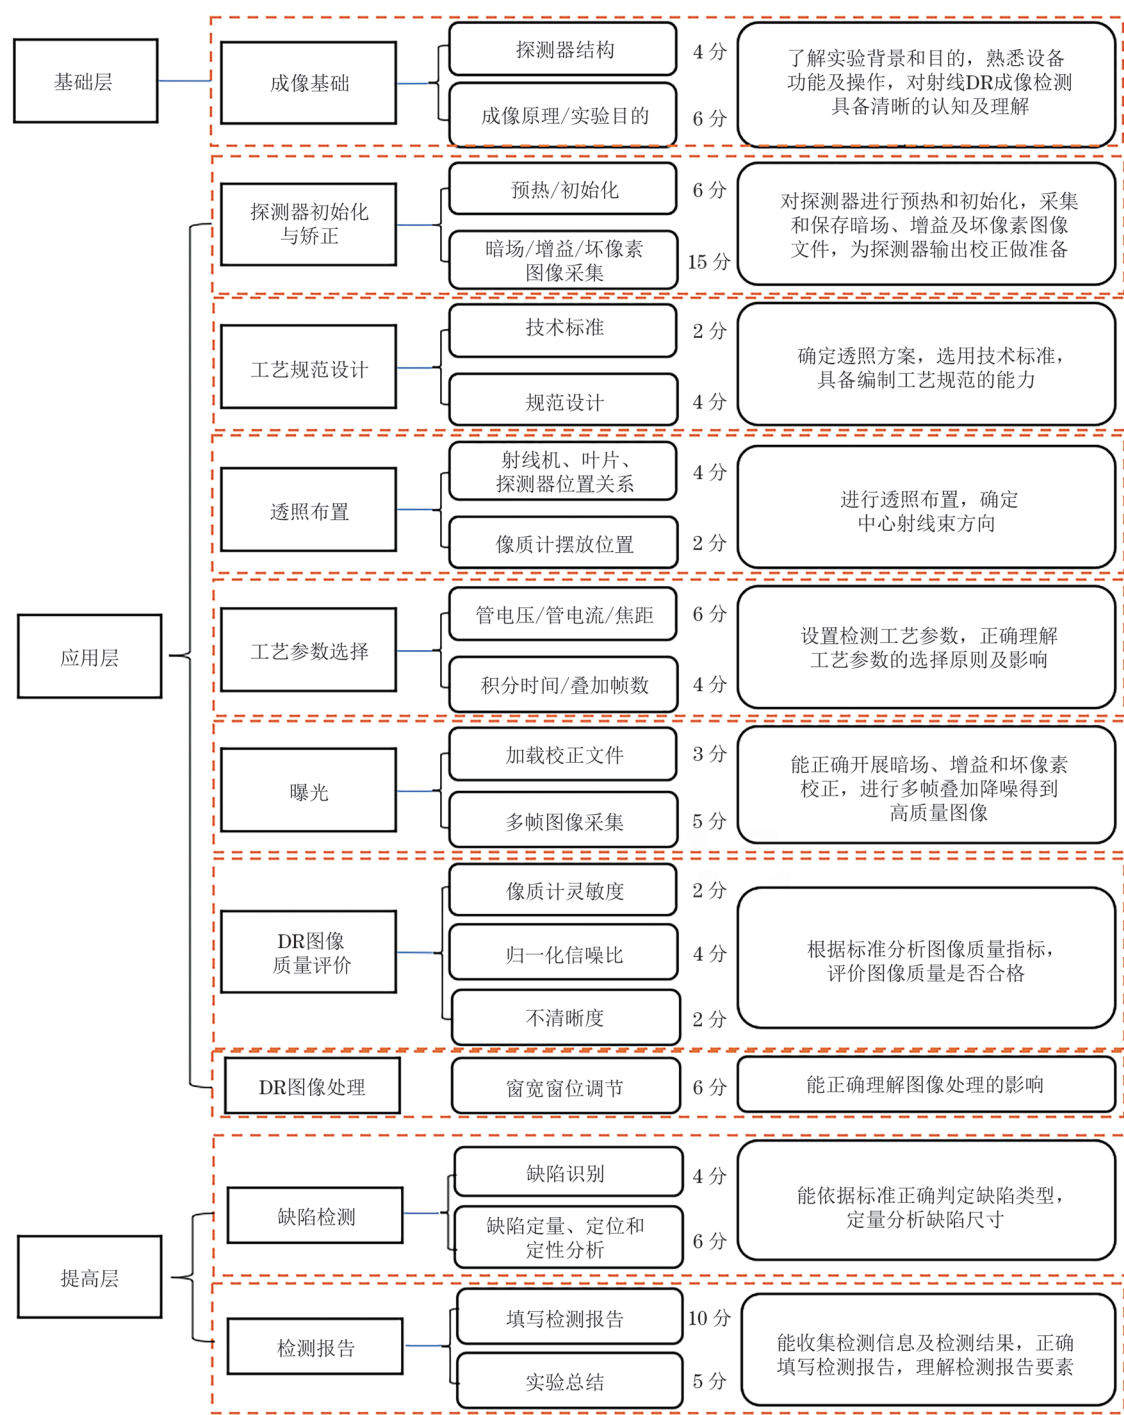 基础层
成像基础
探测器结构
4 分
成像原理/实验目的
6 分
了解实验背景和目的，熟悉设备
功能及操作，对射线DR成像检测
具备清晰的认知及理解
应用层
探测器初始化
与矫正
预热/初始化
6 分
暗场/增益/坏像素
图像采集
15 分
对探测器进行预热和初始化，采集
和保存暗场、增益及坏像素图像
文件，为探测器输出校正做准备
工艺规范设计
技术标准
2 分
规范设计
4 分
确定透照方案，选用技术标准，
具备编制工艺规范的能力
透照布置
射线机、叶片、
探测器位置关系
4 分
像质计摆放位置
2 分
进行透照布置，确定
中心射线束方向
工艺参数选择
管电压/管电流/焦距
6 分
积分时间/叠加帧数
4 分
设置检测工艺参数，正确理解
工艺参数的选择原则及影响
曝光
加载校正文件
3 分
多帧图像采集
5 分
能正确开展暗场、增益和坏像素
校正，进行多帧叠加降噪得到
高质量图像
DR图像
质量评价
像质计灵敏度
2 分
归一化信噪比
4 分
不清晰度
2 分
根据标准分析图像质量指标，
评价图像质量是否合格
DR图像处理
窗宽窗位调节
6 分
能正确理解图像处理的影响
提高层
缺陷检测
缺陷识别
4 分
缺陷定量、定位和
定性分析
6 分
能依据标准正确判定缺陷类型，
定量分析缺陷尺寸
检测报告
填写检测报告
10 分
实验总结
5 分
能收集检测信息及检测结果，正确
填写检测报告，理解检测报告要素